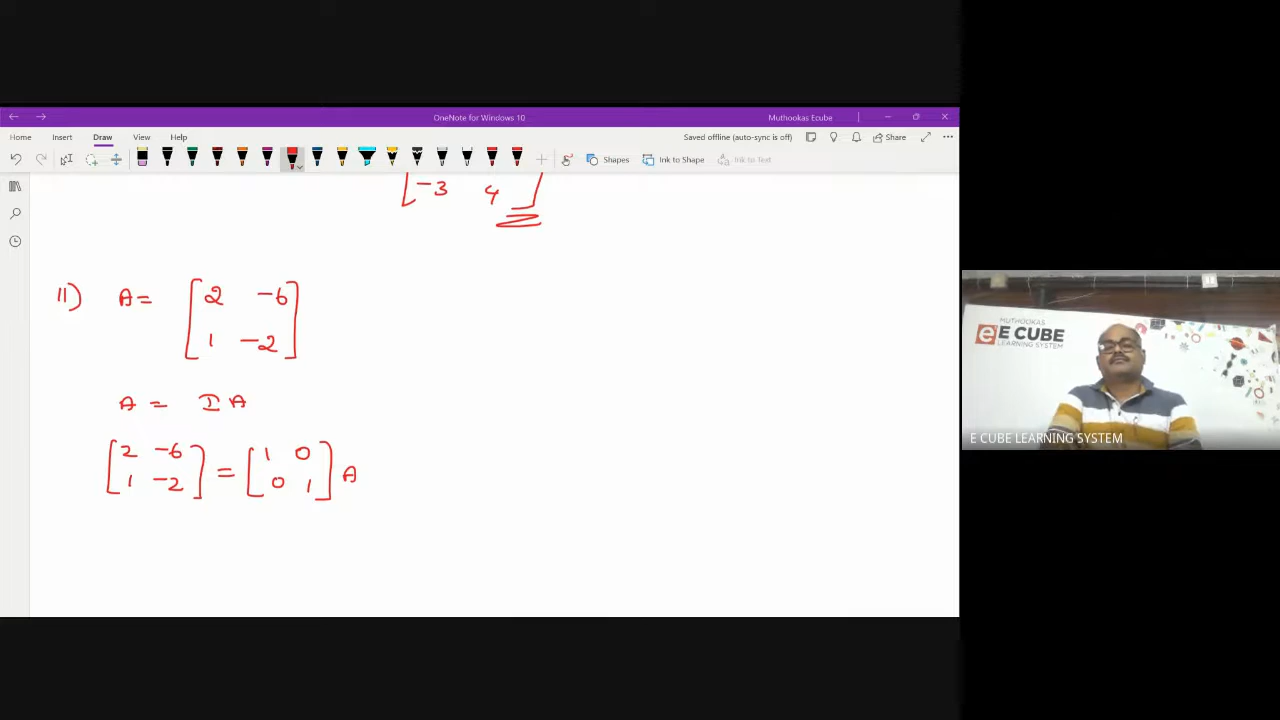 OneNote for Windows 10
Muthookas Ecube
Home Insert Draw View Help
Saved offline (auto-sync is off)
Share
Shapes
Ink to Shape
Ink to Text
-3 4
11) A = [2 -6
1 -2]
A = I A
[2 -6
1 -2] = [1 0
0 1] A
MUTHOOKAS
e E CUBE
LEARNING SYSTEM
E CUBE LEARNING SYSTEM